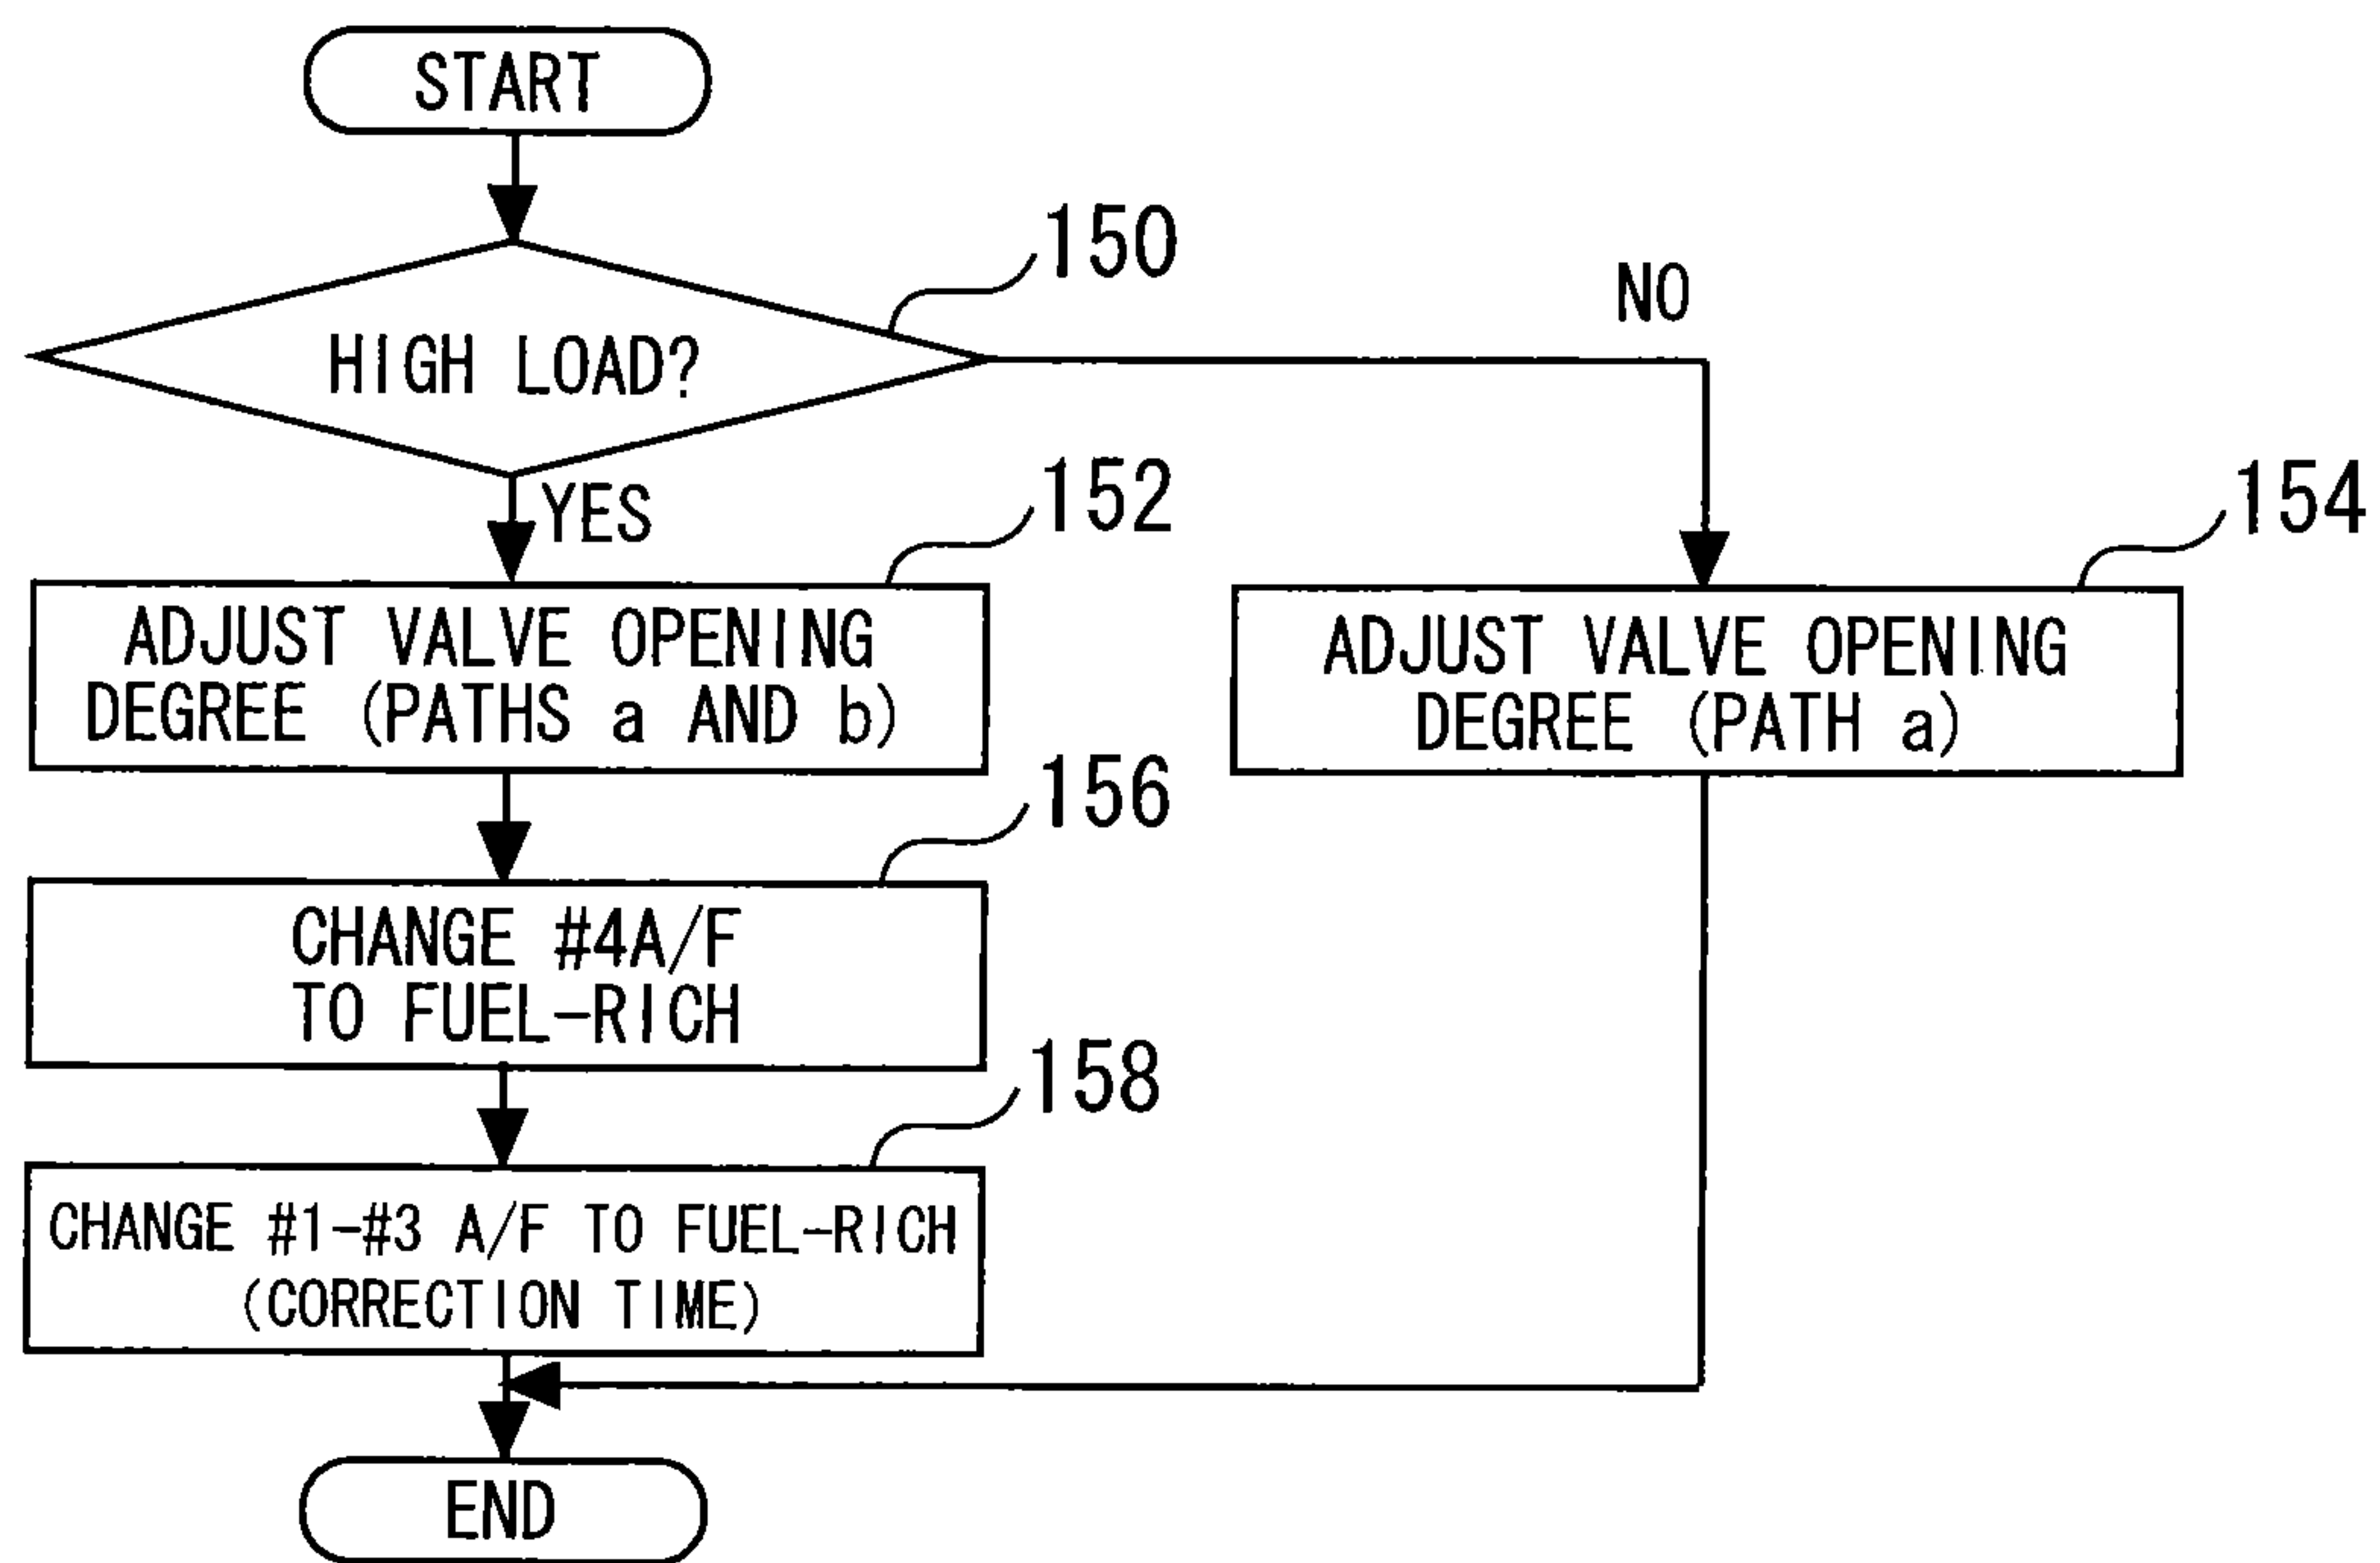 START
150
HIGH LOAD?
NO
YES
152
154
ADJUST VALVE OPENING
DEGREE (PATHS a AND b)
ADJUST VALVE OPENING
DEGREE (PATH a)
156
CHANGE #4A/F
TO FUEL-RICH
158
CHANGE #1-#3 A/F TO FUEL-RICH
(CORRECTION TIME)
END